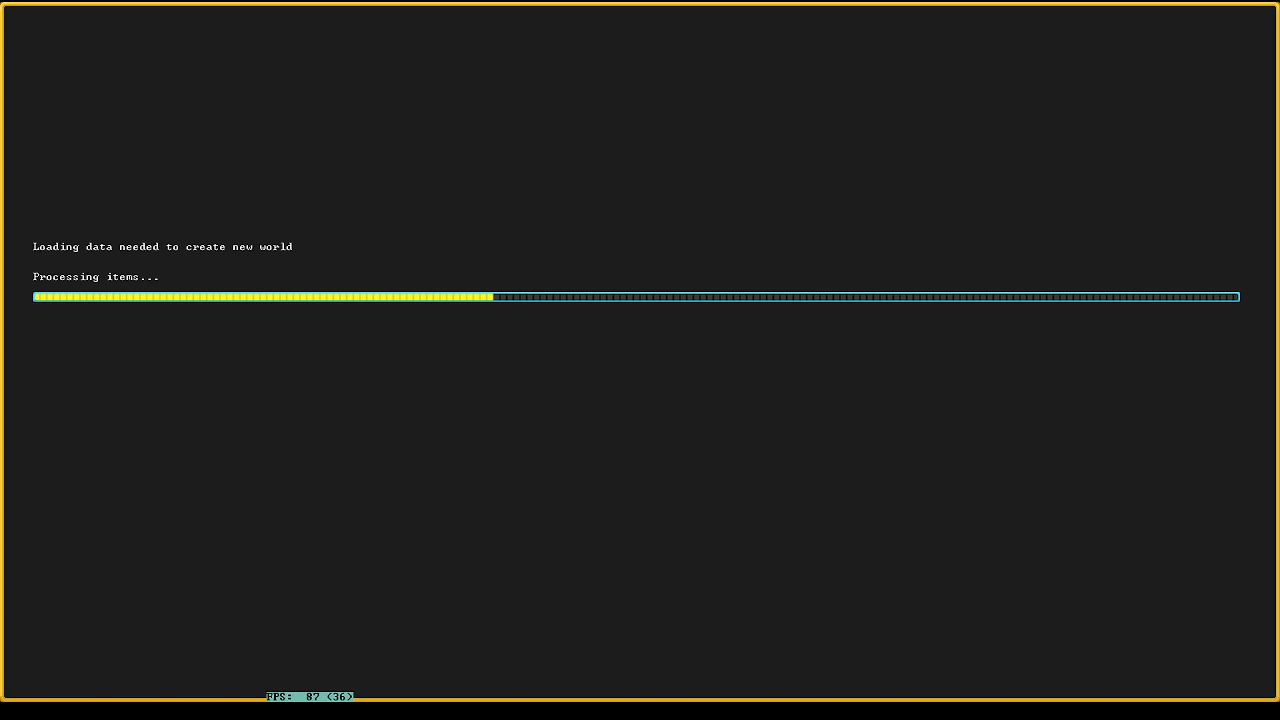 Loading data needed to create new world
Processing items...
FPS:  87 (36)